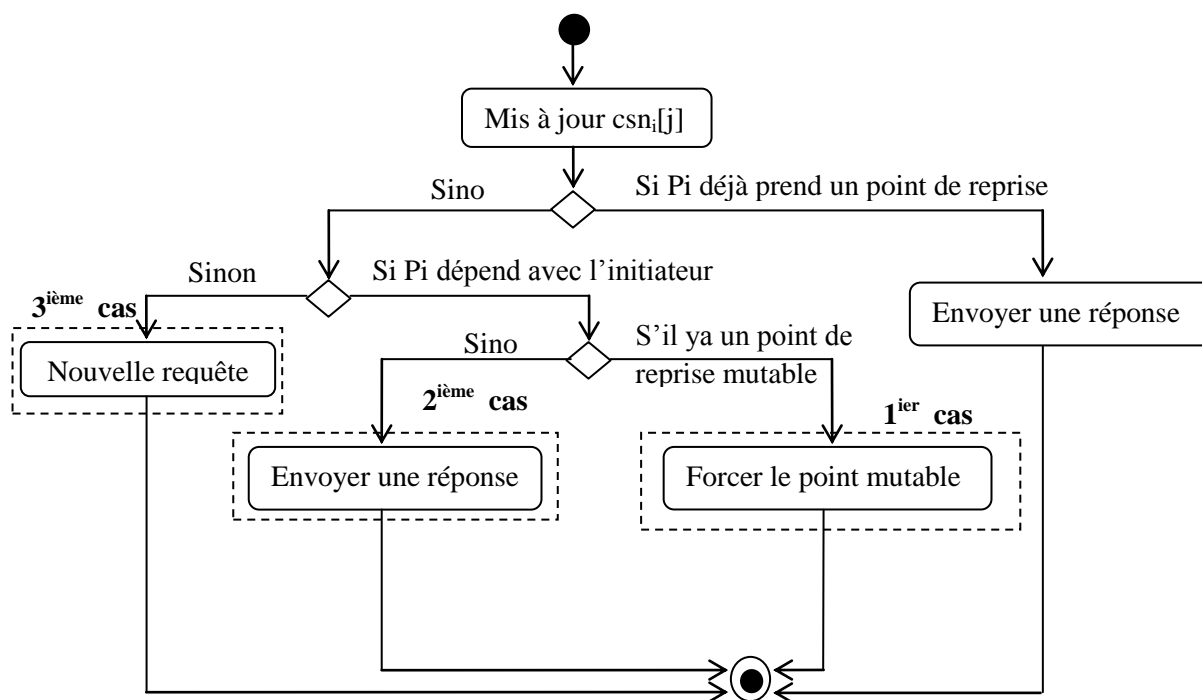 Mis à jour csnᵢ[j]
Sino
Si Pi déjà prend un point de reprise
Sinon
Si Pi dépend avec l’initiateur
3ième cas
Envoyer une réponse
Nouvelle requête
Sino
S’il ya un point de
reprise mutable
2ième cas
1ier cas
Envoyer une réponse
Forcer le point mutable